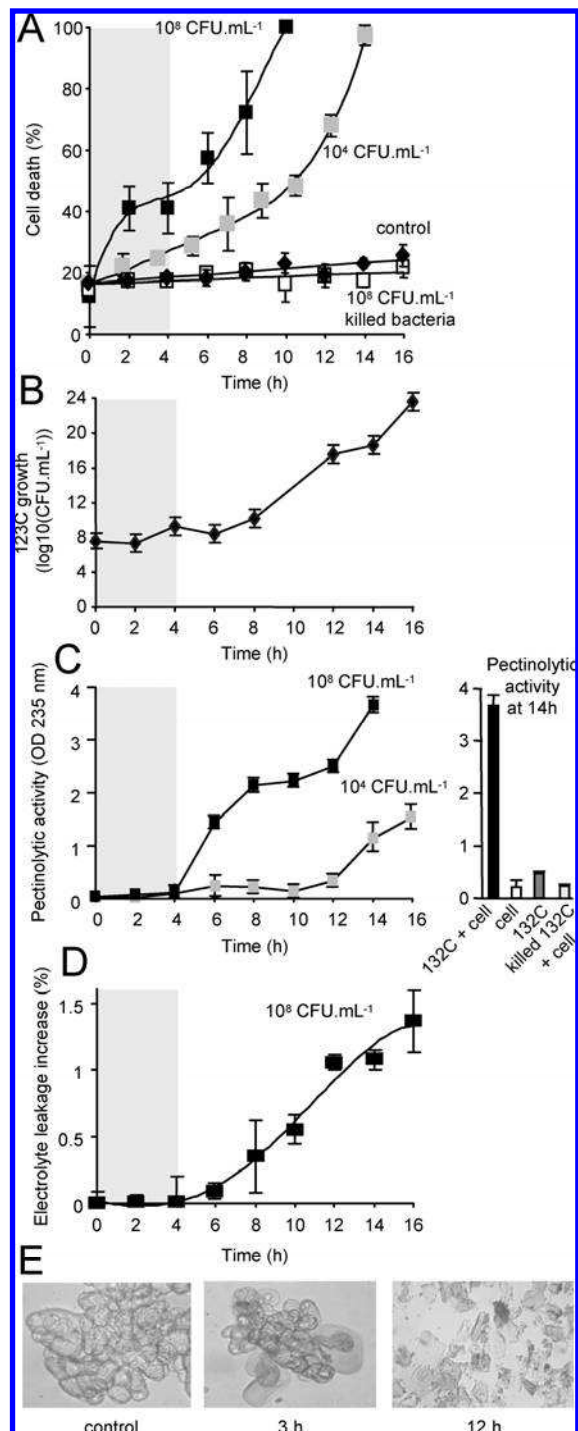 A
10⁸ CFU.mL⁻¹
10⁴ CFU.mL⁻¹
control
10⁸ CFU.mL⁻¹
killed bacteria
Cell death (%)
100
80
60
40
20
0
0 2 4 6 8 10 12 14 16
Time (h)
B
123C growth
(log10(CFU.mL⁻¹))
24
20
16
12
8
4
0
0 2 4 6 8 10 12 14 16
Time (h)
C
10⁸ CFU.mL⁻¹
10⁴ CFU.mL⁻¹
Pectinolytic activity (OD 235 nm)
4
3
2
1
0
0 2 4 6 8 10 12 14 16
Time (h)
Pectinolytic
activity
at 14h
4
3
2
1
0
132C + cell
cell
132C
killed 132C
+ cell
D
10⁸ CFU.mL⁻¹
Electrolyte leakage increase (%)
1.5
1
0.5
0
0 2 4 6 8 10 12 14 16
Time (h)
E
control 3 h 12 h